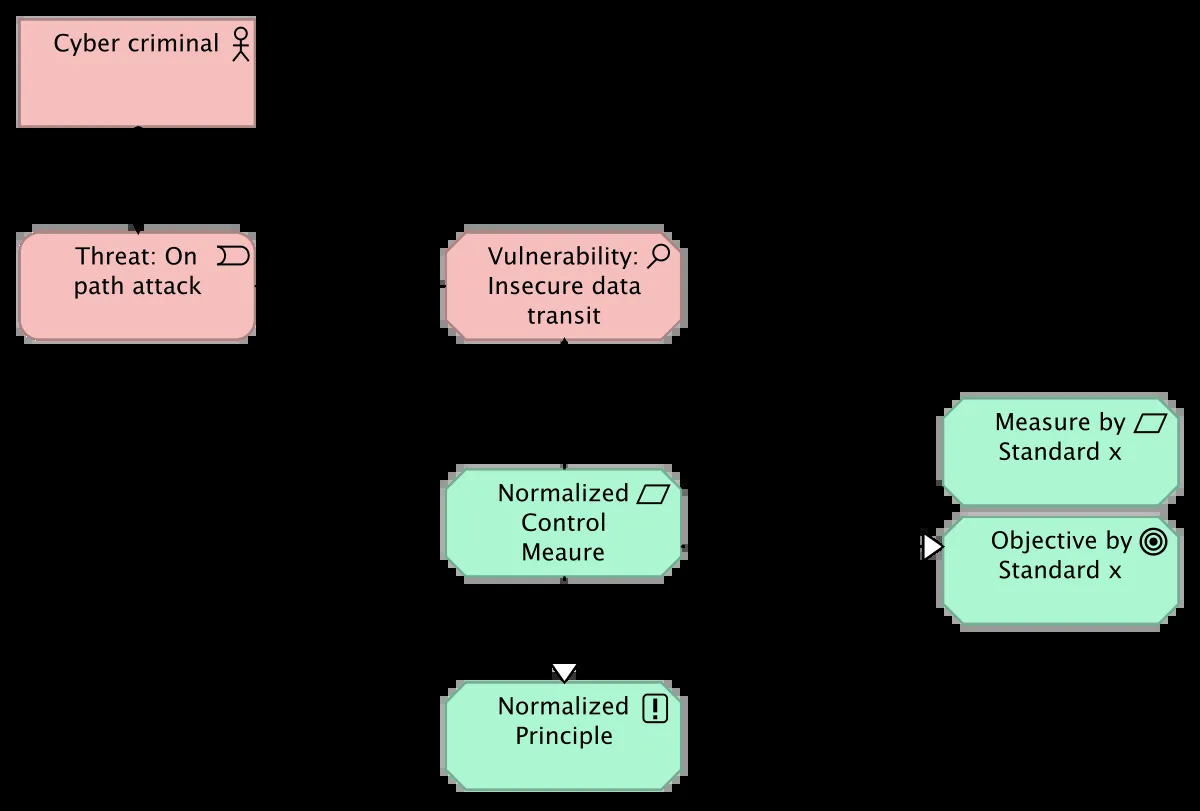 Cyber criminal
Threat: On
path attack
Vulnerability:
Insecure data
transit
Measure by
Standard x
Normalized
Control
Meaure
Objective by
Standard x
Normalized
Principle